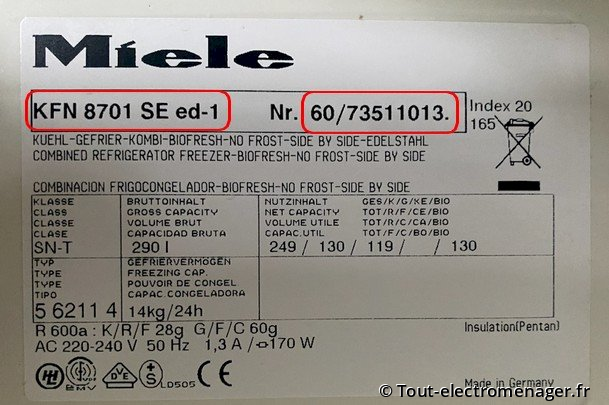 Miele
KFN 8701 SE ed-1 Nr. 60/73511013. Index 20
165
KUEHL-GEFRIER-KOMBI-BIOFRESH-NO FROST-SIDE BY SIDE-EDELSTAHL
COMBINED REFRIGERATOR FREEZER-BIOFRESH-NO FROST-SIDE BY SIDE
COMBINACION FRIGOCONGELADOR-BIOFRESH-NO FROST-SIDE BY SIDE
KLASSE BRUTTOINHALT NUTZINHALT GES/K/G/KE/BIO
CLASS GROSS CAPACITY NET CAPACITY TOT/R/F/CE/BIO
CLASSE VOLUME BRUT VOLUME UTILE TOT/R/C/CA/BIO
CLASE CAPACIDAD BRUTA CAPAC.UTIL TOT/F/C/BO/BIO
SN-T 290 l 249 / 130 / 119 / / 130
TYP GEFRIERVERMÖGEN
TYPE FREEZING CAP.
TYPE POUVOIR DE CONGEL
TIPO CAPAC.CONGELADORA
5 6211 4 14kg/24h
R 600a : K/R/F 28g G/F/C 60g Insulation(Pentan)
AC 220-240 V 50 Hz 1,3 A / 170 W
EMV DVE S LD505 CE
Made in Germany
© Tout-electromenager.fr